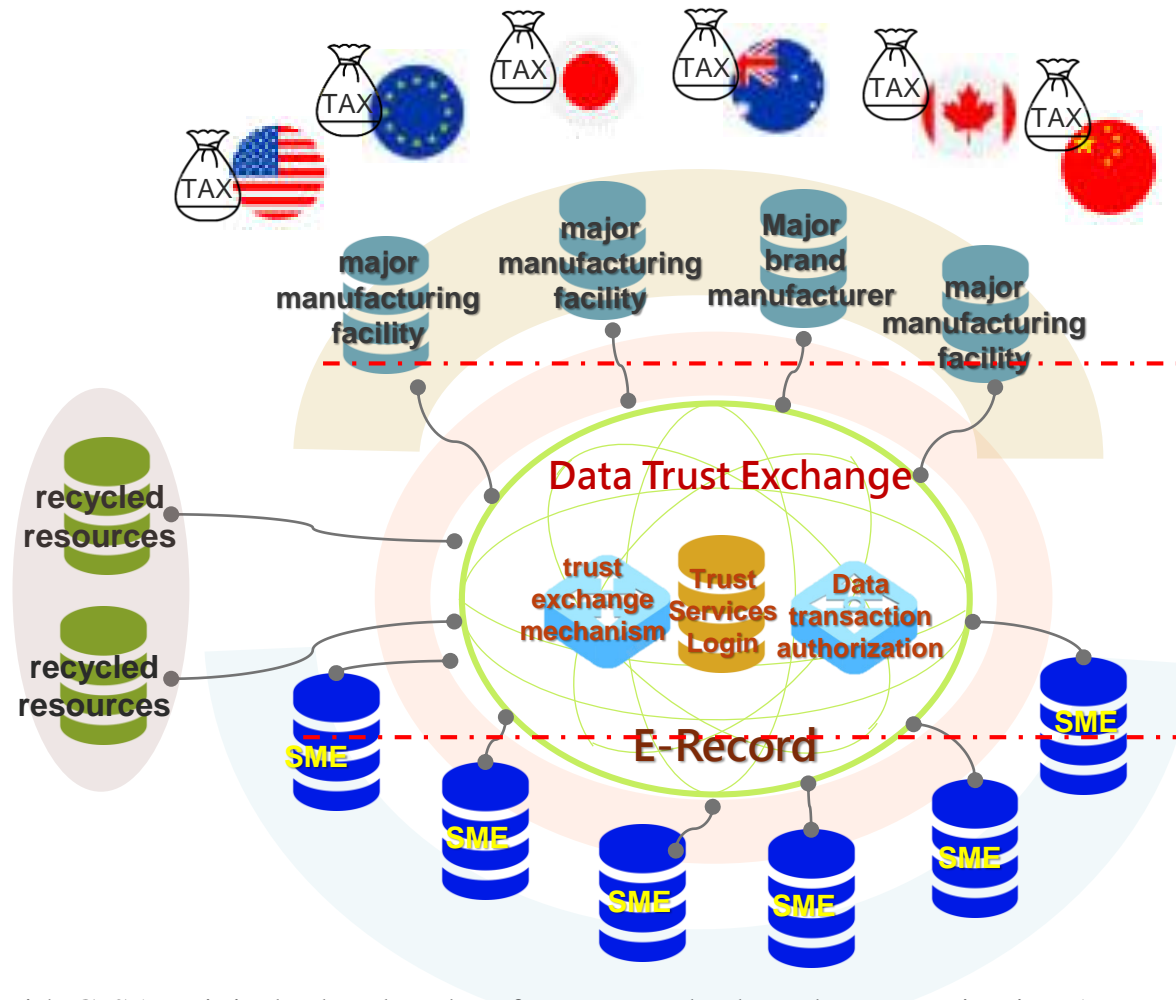 TAX
TAX
TAX
TAX
TAX
TAX
major
manufacturing
facility
major
manufacturing
facility
Major
brand
manufacturer
major
manufacturing
facility
recycled
resources
recycled
resources
Data Trust Exchange
trust
exchange
mechanism
Trust
Services
Login
Data
transaction
authorization
E-Record
SME
SME
SME
SME
SME
SME